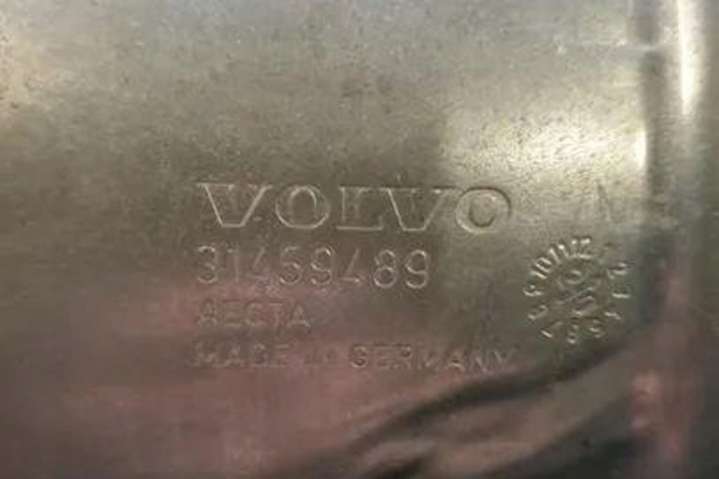 VOLVO
31459489
AECTA
MADE IN GERMANY